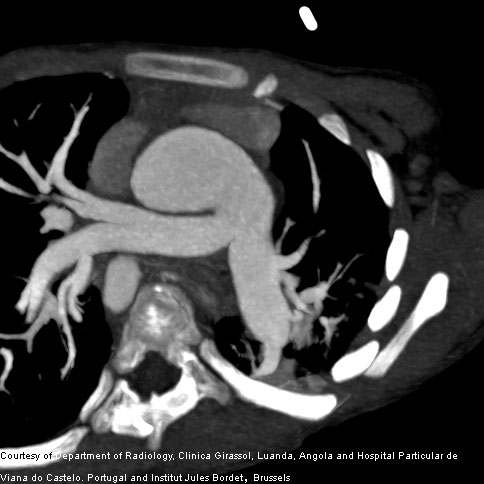 Courtesy of Department of Radiology, Clinica Girassol, Luanda, Angola and Hospital Particular de
Viana do Castelo. Portugal and Institut Jules Bordet, Brussels